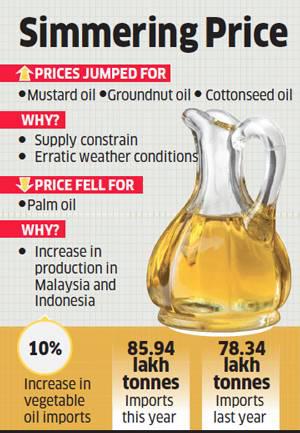 Simmering Price
PRICES JUMPED FOR
•Mustard oil •Groundnut oil • Cottonseed oil
WHY?
• Supply constrain
• Erratic weather conditions
PRICE FELL FOR
•Palm oil
WHY?
• Increase in
production in
Malaysia and
Indonesia
10%
Increase in
vegetable
oil imports
85.94
lakh
tonnes
Imports
this year
78.34
lakh
tonnes
Imports
last year